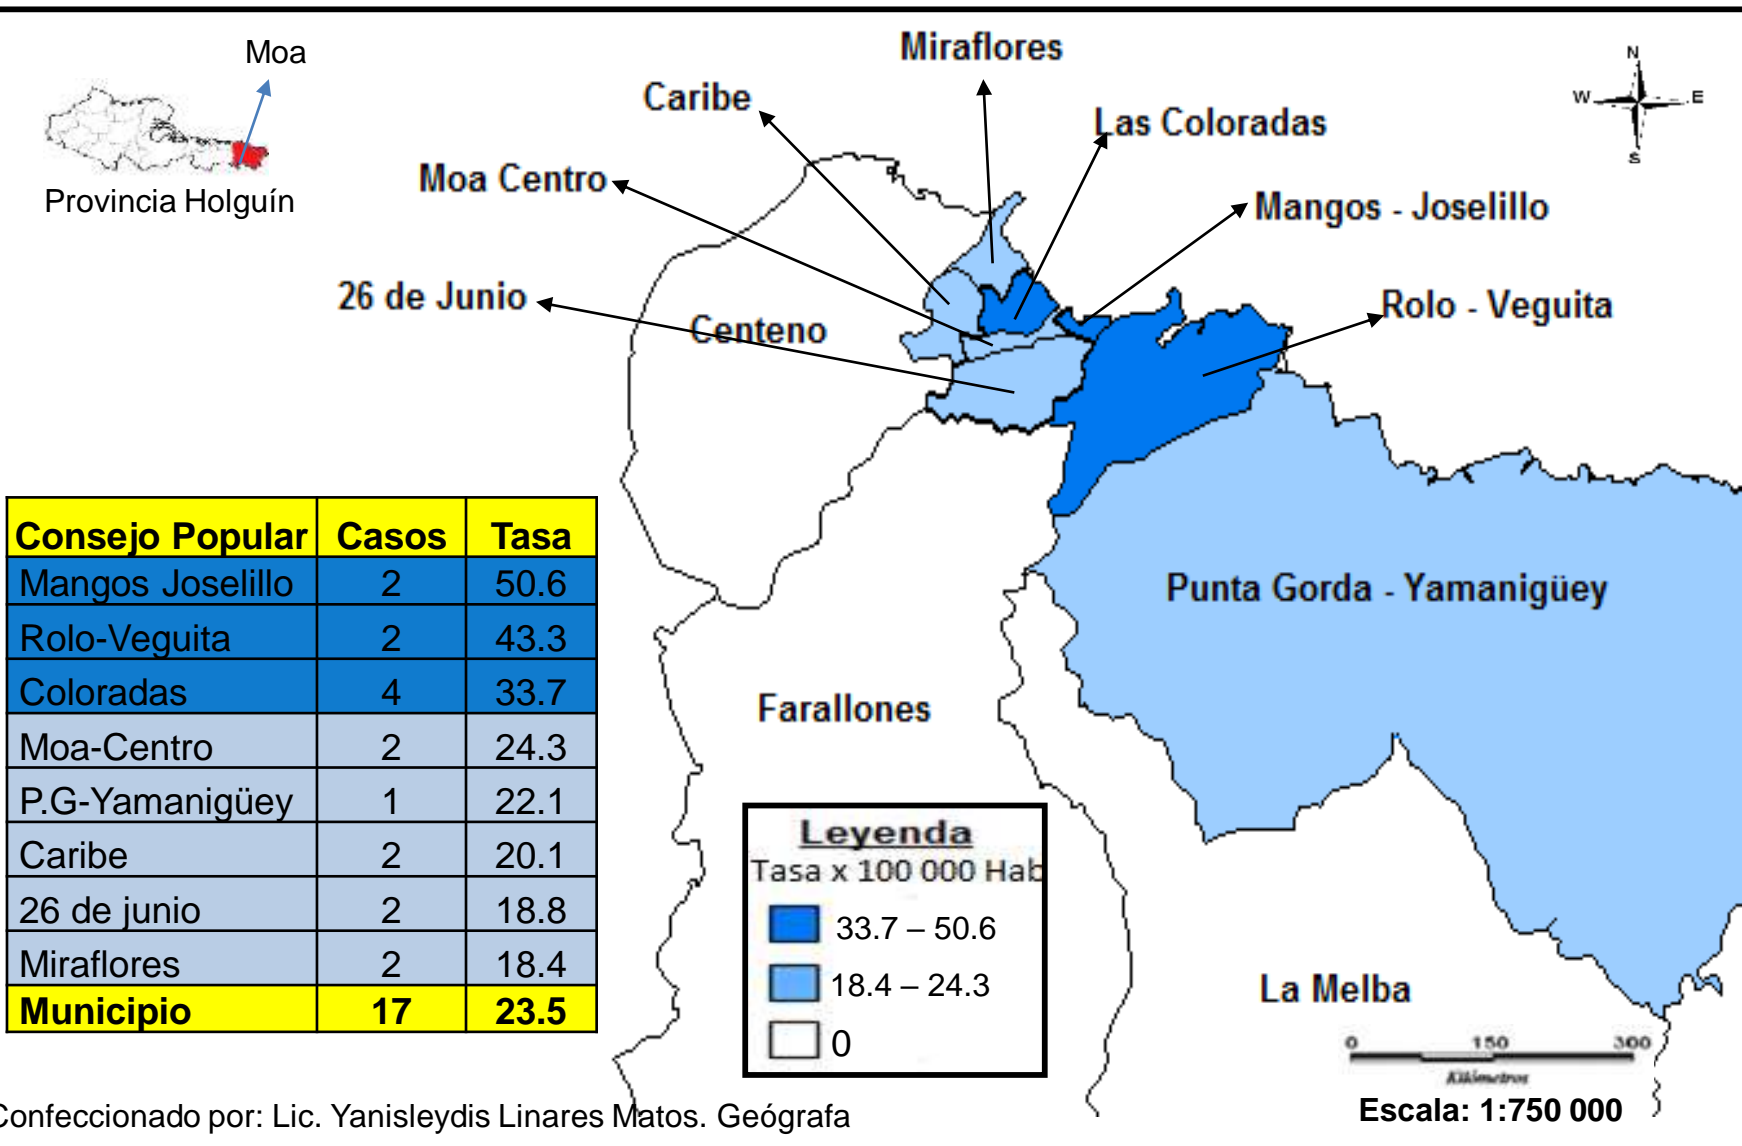 Moa
Provincia Holguín
Miraflores
Caribe
Las Coloradas
Moa Centro
Mangos - Joselillo
26 de Junio
Centeno
Rolo - Veguita
N
W
E
S
Consejo Popular Casos Tasa
Mangos Joselillo 2 50.6
Rolo-Veguita 2 43.3
Coloradas 4 33.7
Moa-Centro 2 24.3
P.G-Yamanigüey 1 22.1
Caribe 2 20.1
26 de junio 2 18.8
Miraflores 2 18.4
Municipio 17 23.5
Punta Gorda - Yamanigüey
Farallones
La Melba
Leyenda
Tasa x 100 000 Hab
33.7 – 50.6
18.4 – 24.3
0
0 150 300
Kilómetros
Escala: 1:750 000
Confeccionado por: Lic. Yanisleydis Linares Matos. Geógrafa